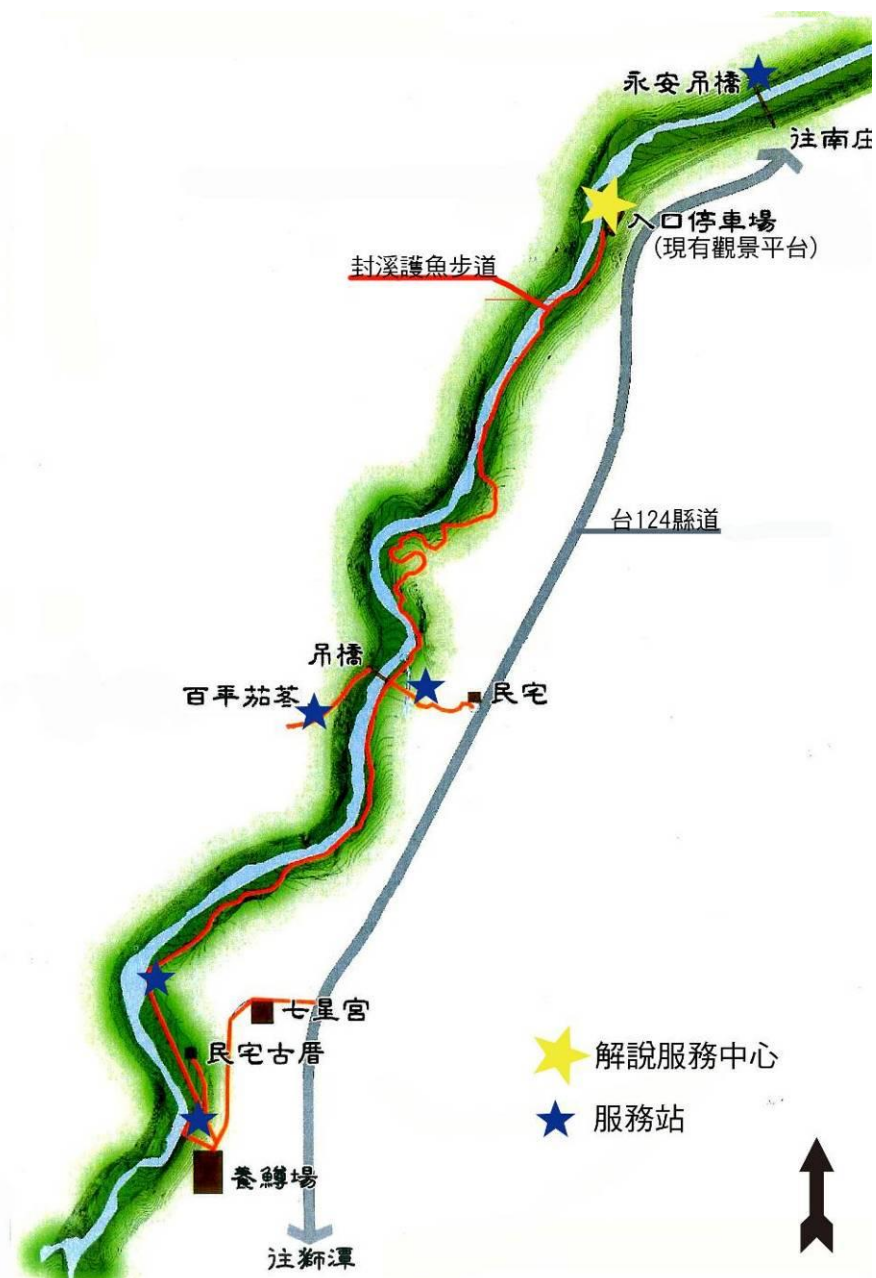 永安吊橋
往南庄
入口停車場
(現有觀景平台)
封溪護魚步道
台124縣道
吊橋
百平茄苳
民宅
七星宮
民宅古厝
解說服務中心
服務站
養鱒場
往獅潭